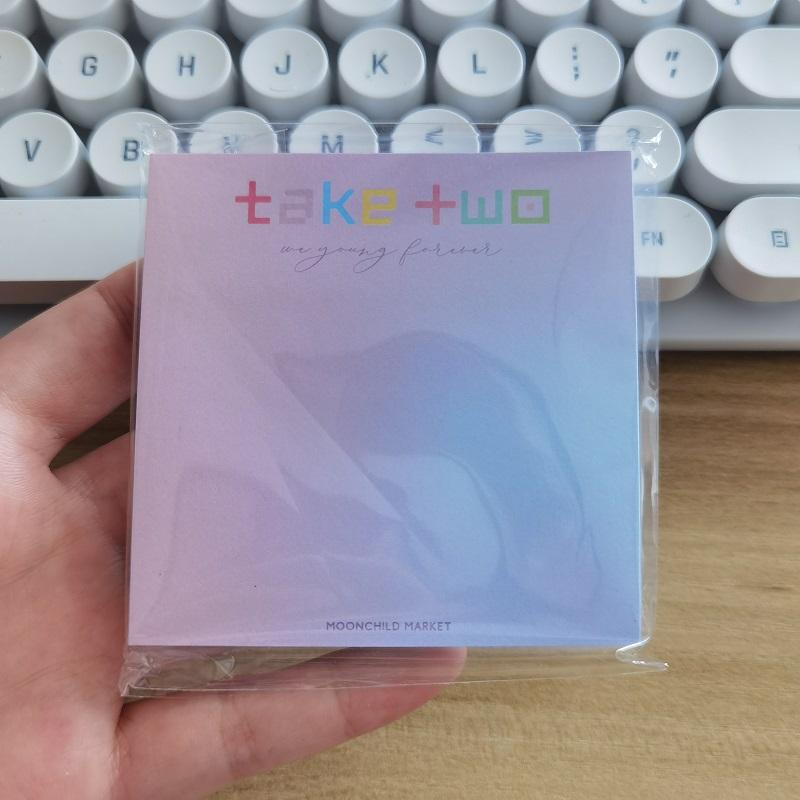 G H J K L : ; " '
V B N M < >
FN
take two
we young forever
MOONCHILD MARKET